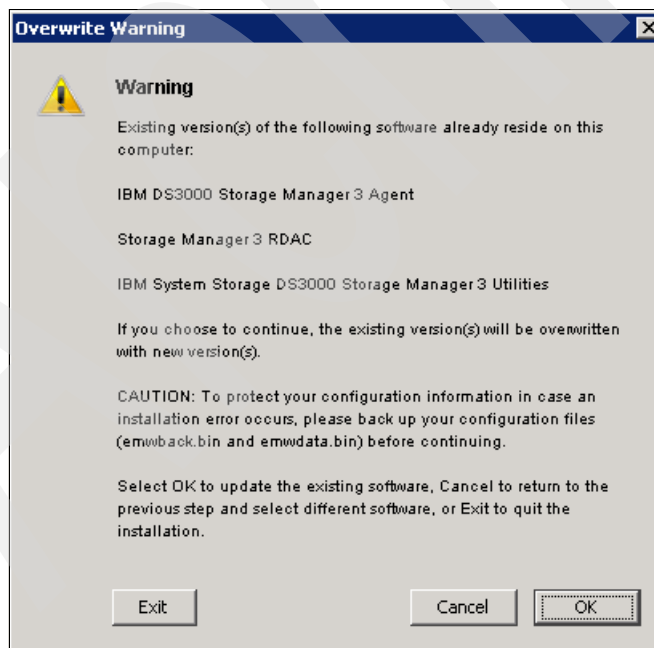 Overwrite Warning
Warning
Existing version(s) of the following software already reside on this
computer:
IBM DS3000 Storage Manager 3 Agent
Storage Manager 3 RDAC
IBM System Storage DS3000 Storage Manager 3 Utilities
If you choose to continue, the existing version(s) will be overwritten
with new version(s).
CAUTION: To protect your configuration information in case an
installation error occurs, please back up your configuration files
(emwback.bin and emwdata.bin) before continuing.
Select OK to update the existing software, Cancel to return to the
previous step and select different software, or Exit to quit the
installation.
Exit
Cancel
OK